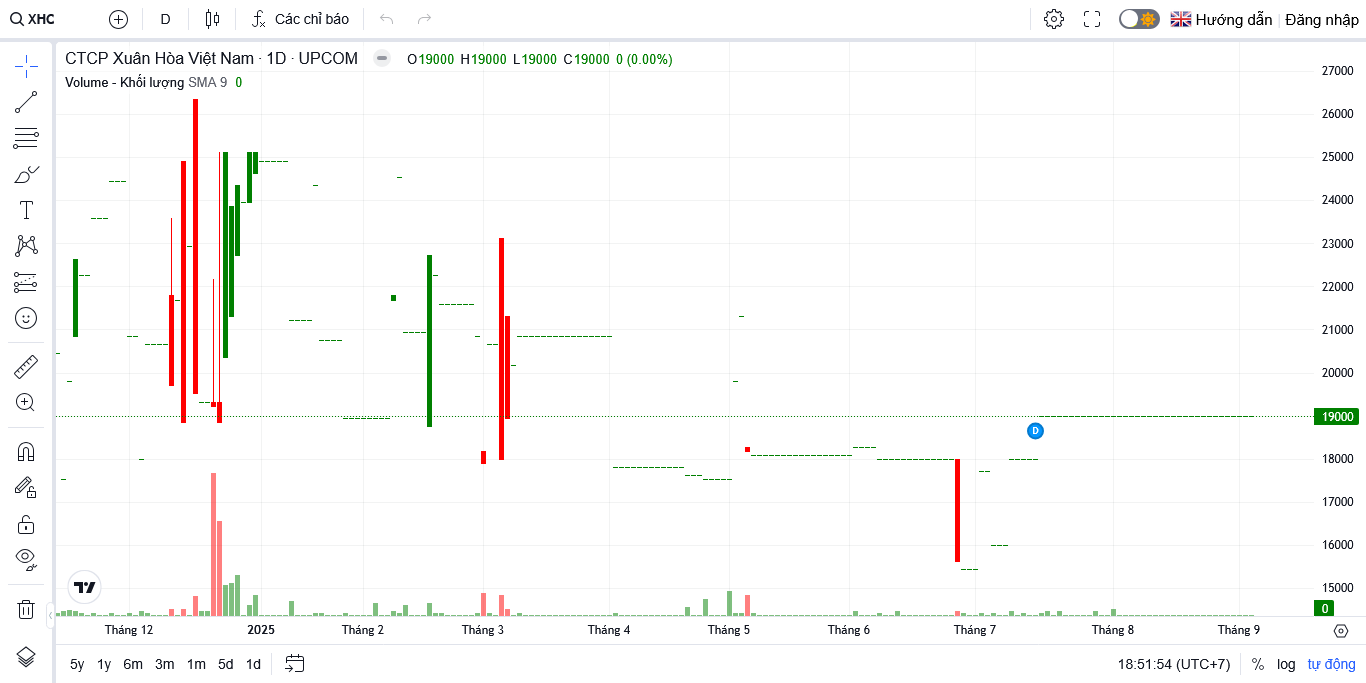 XHC D Các chỉ báo Hướng dẫn Đăng nhập
CTCP Xuân Hòa Việt Nam · 1D · UPCOM O19000 H19000 L19000 C19000 0 (0.00%)
Volume - Khối lượng SMA 9 0
27000
26000
25000
24000
23000
22000
21000
20000
19000
D
18000
17000
16000
15000
0
Tháng 12 2025 Tháng 2 Tháng 3 Tháng 4 Tháng 5 Tháng 6 Tháng 7 Tháng 8 Tháng 9
5y 1y 6m 3m 1m 5d 1d 18:51:54 (UTC+7) % log tự động